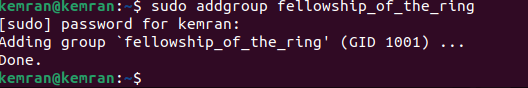 kemran@kemran:~$ sudo addgroup fellowship_of_the_ring
[sudo] password for kemran:
Adding group `fellowship_of_the_ring' (GID 1001) ...
Done.
kemran@kemran:~$